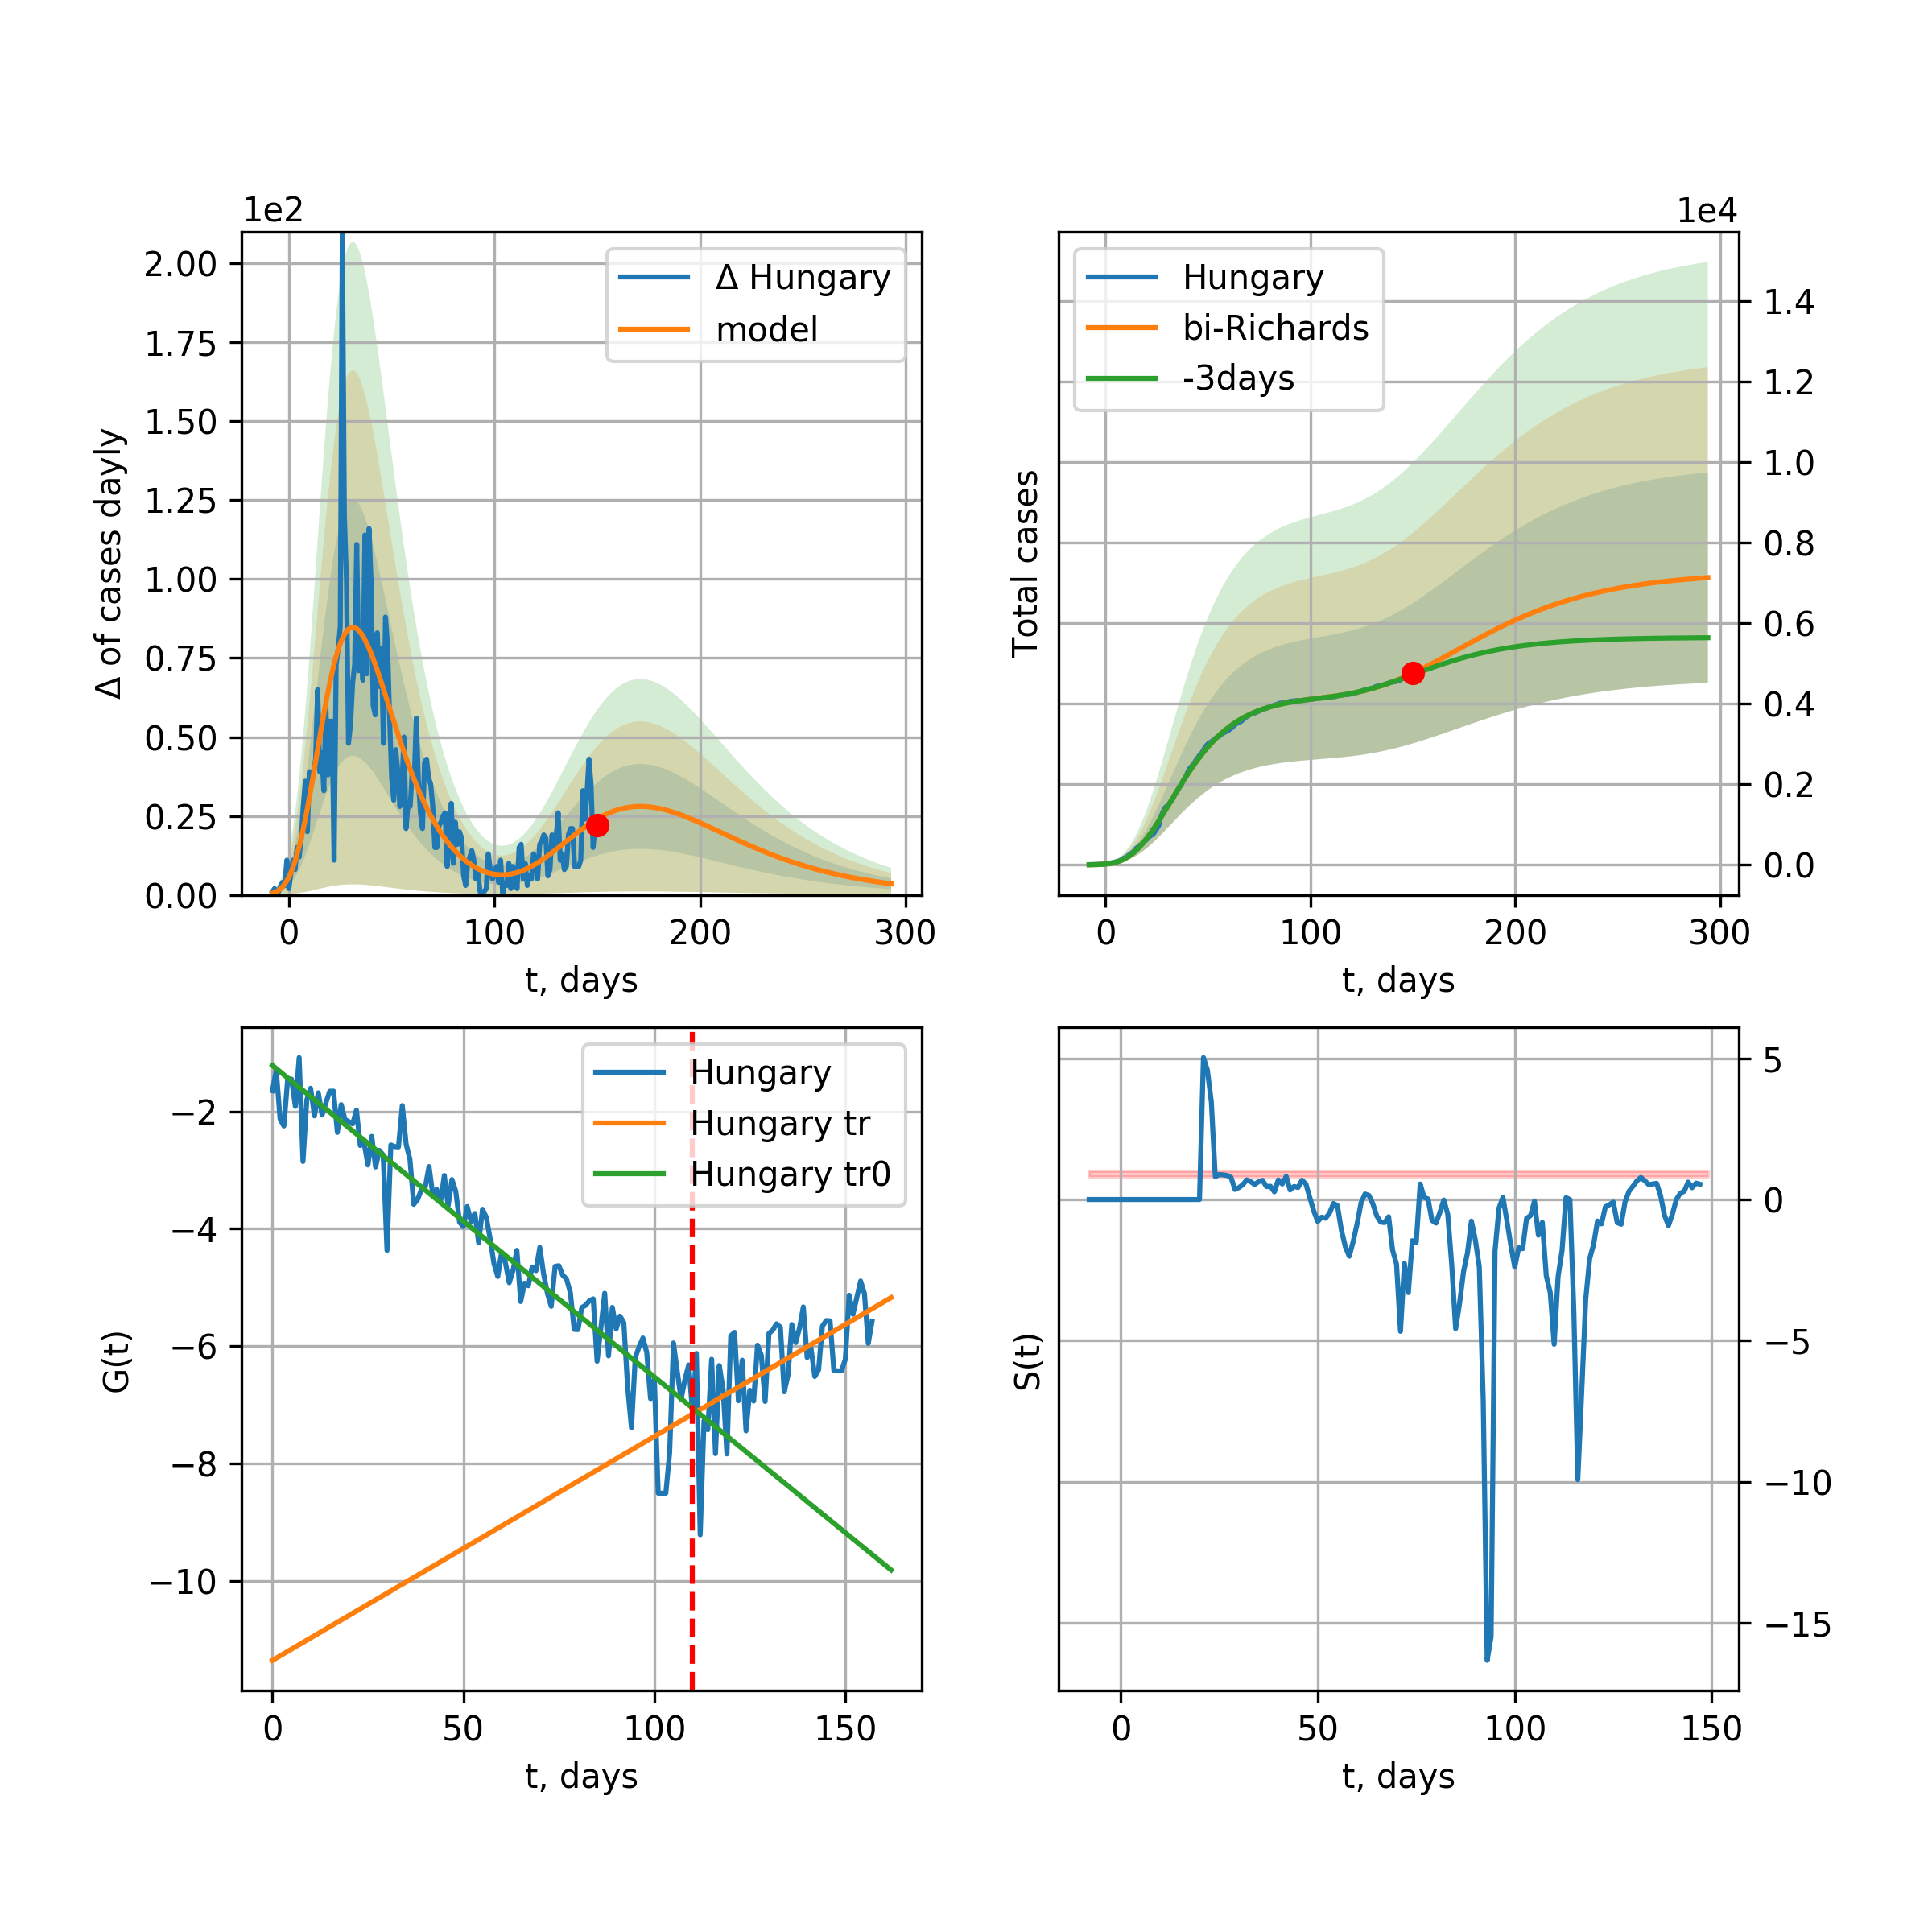 1e2
2.00
1.75
1.50
1.25
1.00
0.75
0.50
0.25
0.00
Δ of cases dayly
Δ Hungary
model
0 100 200 300
t, days
1e4
Hungary
bi-Richards
-3days
Total cases
1.4
1.2
1.0
0.8
0.6
0.4
0.2
0.0
0 100 200 300
t, days
G(t)
−2
−4
−6
−8
−10
Hungary
Hungary tr
Hungary tr0
0 50 100 150
t, days
S(t)
5
0
−5
−10
−15
0 50 100 150
t, days